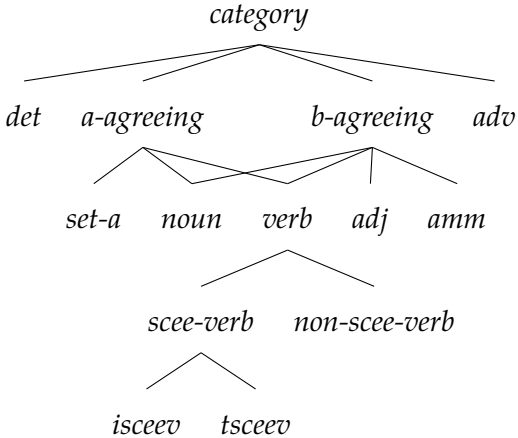 category
det a-agreeing b-agreeing adv
set-a noun verb adj amm
scee-verb non-scee-verb
isceev tsceev